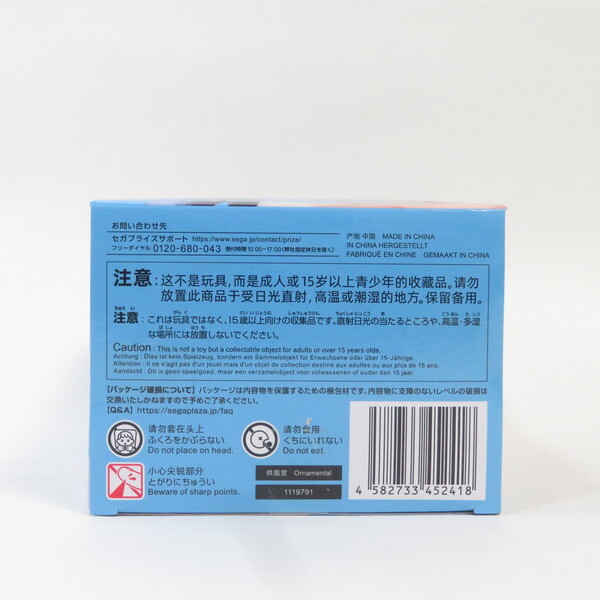 お問い合わせ先
セガプライズサポート https://www.sega.jp/contact/prize/
フリーダイヤル 0120-680-043 受付時間 10:00~17:00(弊社指定休日を除く)
产地 中国 MADE IN CHINA
IN CHINA HERGESTELLT
FABRIQUÉ EN CHINE GEMAAKT IN CHINA
注意：这不是玩具,而是成人或15岁以上青少年的收藏品。请勿
放置此商品于受日光直射,高温或潮湿的地方。保留备用。
注意：これは玩具ではなく、15歳以上向けの収集品です。直射日光の当たるところや、高温・多湿
な場所には放置しないでください。
Caution : This is not a toy but a collectable object for adults or over 15 years olds.
Achtung : Dies ist kein Spielzeug, sondern ein Sammelobjekt für Erwachsene oder über 15-Jährige.
Attention : Il ne s'agit pas d'un jouet mais d'un objet de collection destiné aux adultes ou aux plus de 15 ans.
Aandacht : Dit is geen speelgoed, maar een verzamelobject voor volwassenen of ouder dan 15 jaar.
【パッケージ破損について】パッケージは内容物を保護するための梱包材です。内容物に支障のないレベルの破損は
交換いたしかねますので予めご了承ください。
【Q&A】https://segaplaza.jp/faq
请勿套在头上
ふくろをかぶらない
Do not place on head.
请勿食用
くちにいれない
Do not eat.
小心尖锐部分
とがりにちゅうい
Beware of sharp points.
供观赏 Ornamental
1119791
4 582733 452418